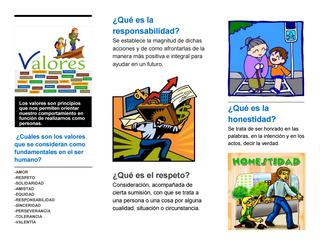 Valores
Los valores son principios
que nos permiten orientar
nuestro comportamiento en
función de realizarnos como
personas.
¿Cuáles son los valores
que se consideran como
fundamentales en el ser
humano?
-AMOR
-RESPETO
-SOLIDARIDAD
-AMISTAD
-EQUIDAD
-RESPONSABILIDAD
-SINCERIDAD
-PERSEVERANCIA
-TOLERANCIA
-VALENTÍA
¿Qué es la
responsabilidad?
Se establece la magnitud de dichas
acciones y de como afrontarlas de la
manera más positiva e integral para
ayudar en un futuro.
¿Qué es el respeto?
Consideración, acompañada de
cierta sumisión, con que se trata a
una persona o una cosa por alguna
cualidad, situación o circunstancia.
¿Qué es la
honestidad?
Se trata de ser honrado en las
palabras, en la intención y en los
actos, decir la verdad.
HONESTIDAD